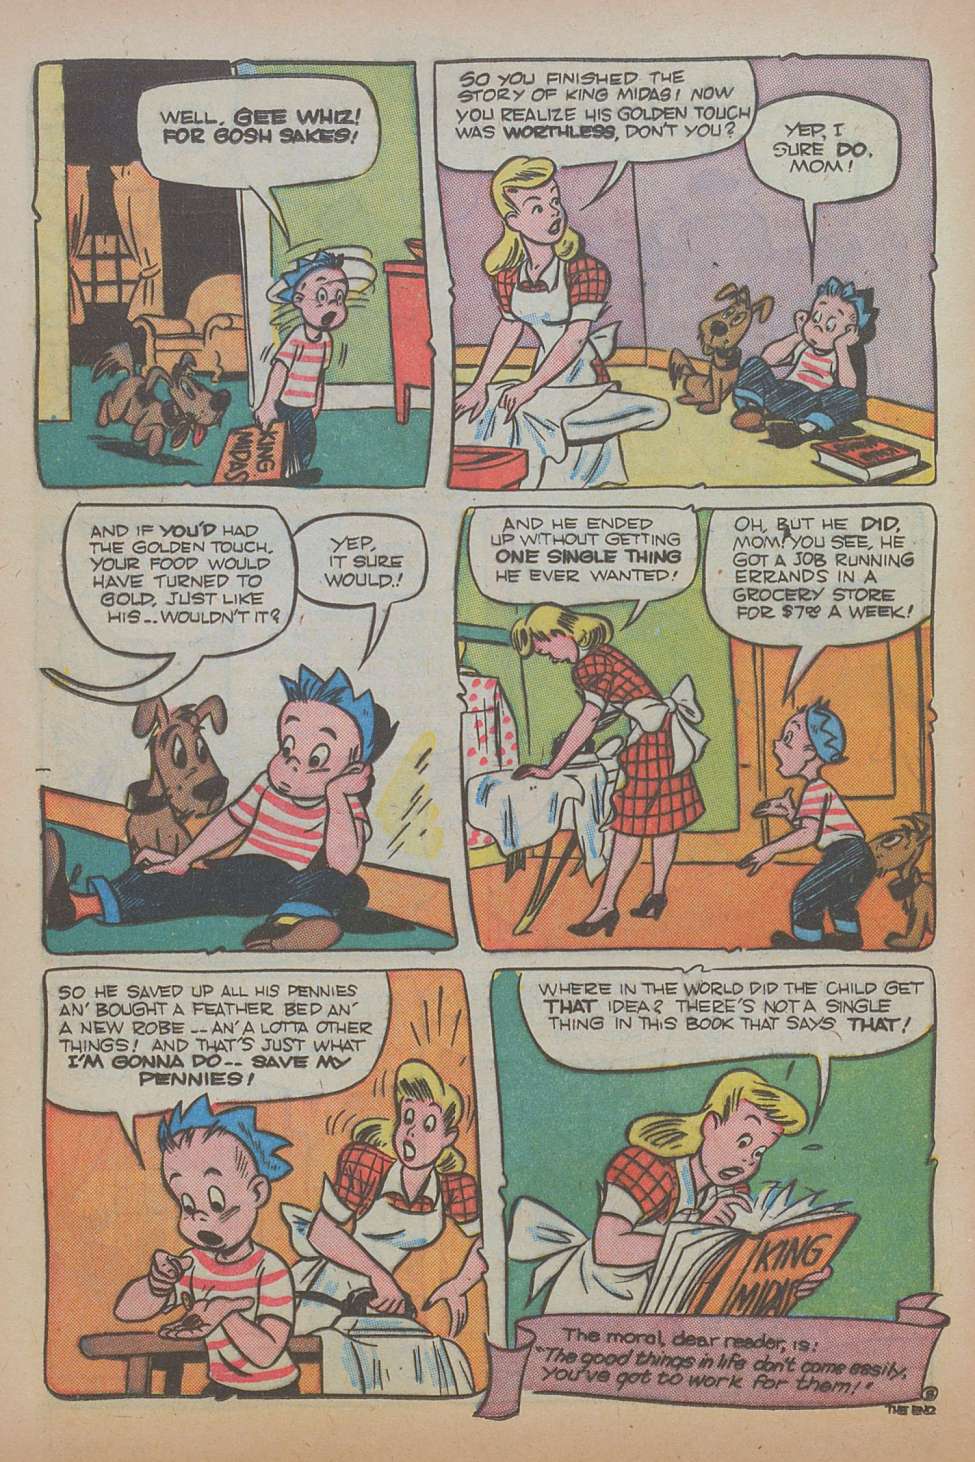 WELL, GEE WHIZ!
FOR GOSH SAKES!
KING
MIDAS
SO YOU FINISHED THE
STORY OF KING MIDAS! NOW
YOU REALIZE HIS GOLDEN TOUCH
WAS WORTHLESS, DON'T YOU?
YEP, I
SURE DO,
MOM!
AND IF YOU'D HAD
THE GOLDEN TOUCH,
YOUR FOOD WOULD
HAVE TURNED TO
GOLD, JUST LIKE
HIS -- WOULDN'T IT?
YEP,
IT SURE
WOULD!
AND HE ENDED
UP WITHOUT GETTING
ONE SINGLE THING
HE EVER WANTED!
OH, BUT HE DID,
MOM! YOU SEE, HE
GOT A JOB RUNNING
ERRANDS IN A
GROCERY STORE
FOR $7.00 A WEEK!
SO HE SAVED UP ALL HIS PENNIES
AN' BOUGHT A FEATHER BED AN'
A NEW ROBE -- AN' A LOTTA OTHER
THINGS! AND THAT'S JUST WHAT
I'M GONNA DO -- SAVE MY
PENNIES!
WHERE IN THE WORLD DID THE CHILD GET
THAT IDEA? THERE'S NOT A SINGLE
THING IN THIS BOOK THAT SAYS THAT!
KING
MIDAS
The moral, dear reader, is:
"The good things in life don't come easily,
You've got to work for them!"
THE END